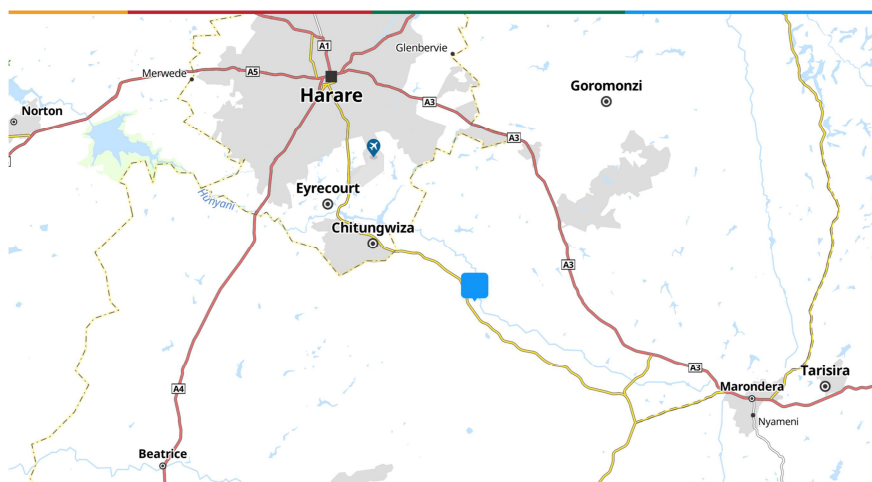 A1
Glenbervie
Merwede
A5
Goromonzi
Harare
A3
Norton
A3
Hunyani
Eyrecourt
Chitungwiza
A3
A3
Tarisira
A4
Marondera
Nyameni
Beatrice